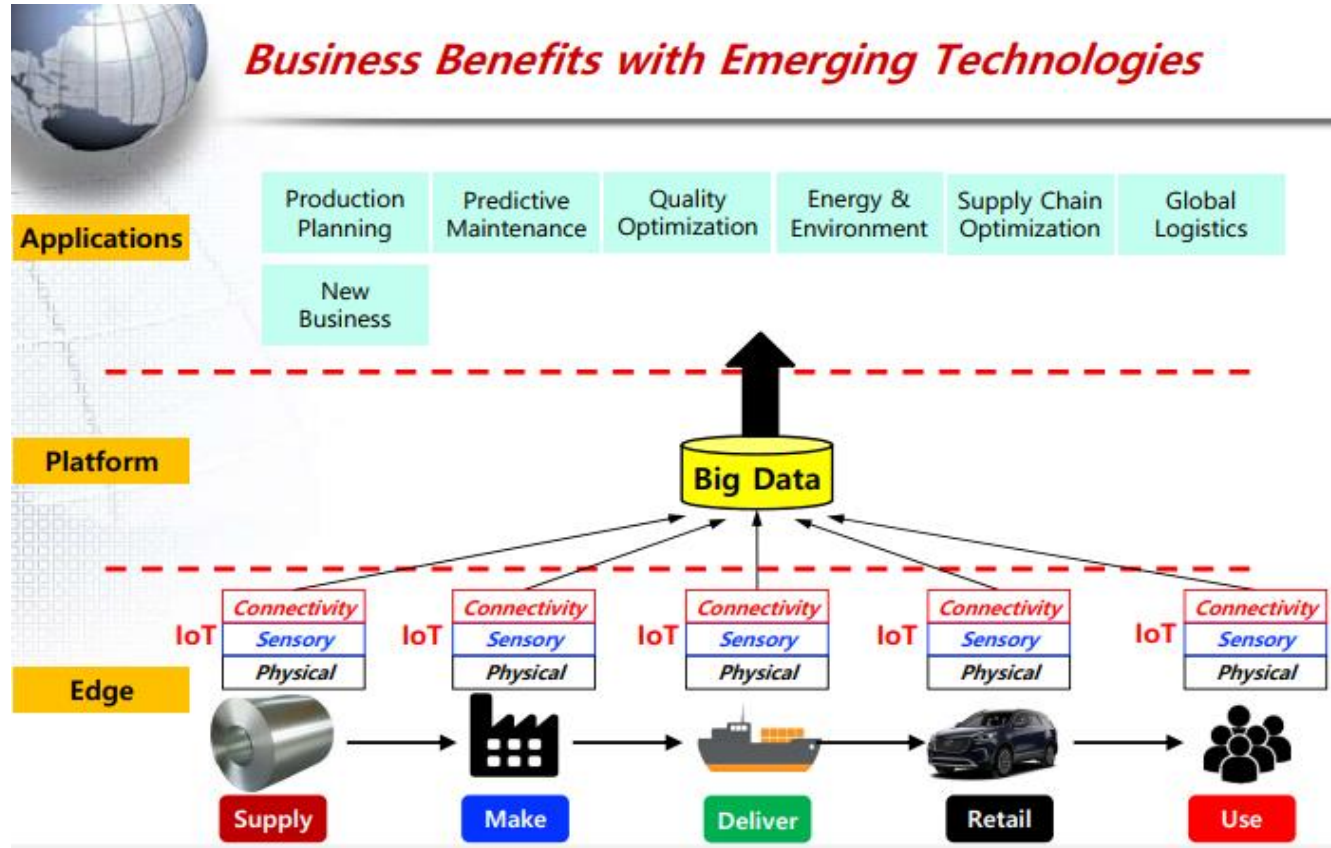 Business Benefits with Emerging Technologies
Applications
Production
Planning
Predictive
Maintenance
Quality
Optimization
Energy &
Environment
Supply Chain
Optimization
Global
Logistics
New
Business
Platform
Big Data
Edge
IoT
Connectivity
Sensory
Physical
IoT
Connectivity
Sensory
Physical
IoT
Connectivity
Sensory
Physical
IoT
Connectivity
Sensory
Physical
IoT
Connectivity
Sensory
Physical
Supply
Make
Deliver
Retail
Use